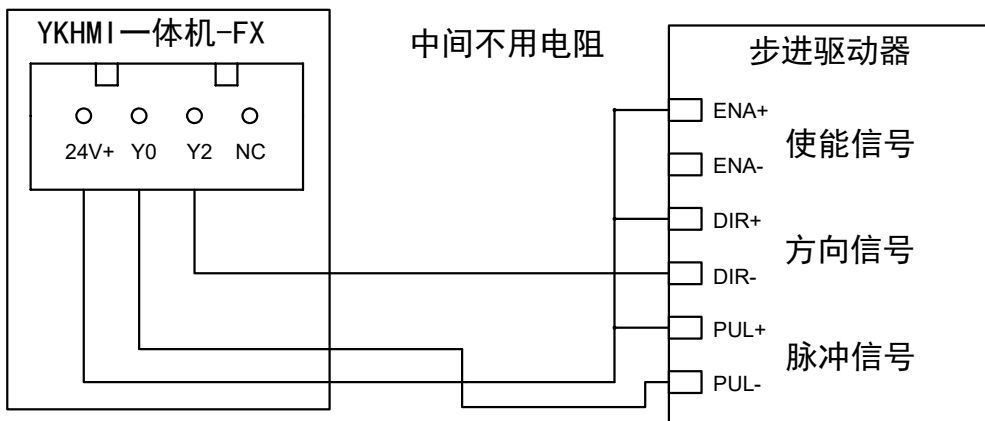 YKHMI一体机-FX
中间不用电阻
步进驱动器
24V+ Y0 Y2 NC
ENA+
使能信号
ENA-
DIR+
方向信号
DIR-
PUL+
脉冲信号
PUL-